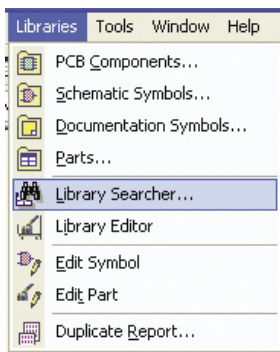 Libraries Tools Window Help
PCB Components...
Schematic Symbols...
Documentation Symbols...
Parts...
Library Searcher...
Library Editor
Edit Symbol
Edit Part
Duplicate Report...